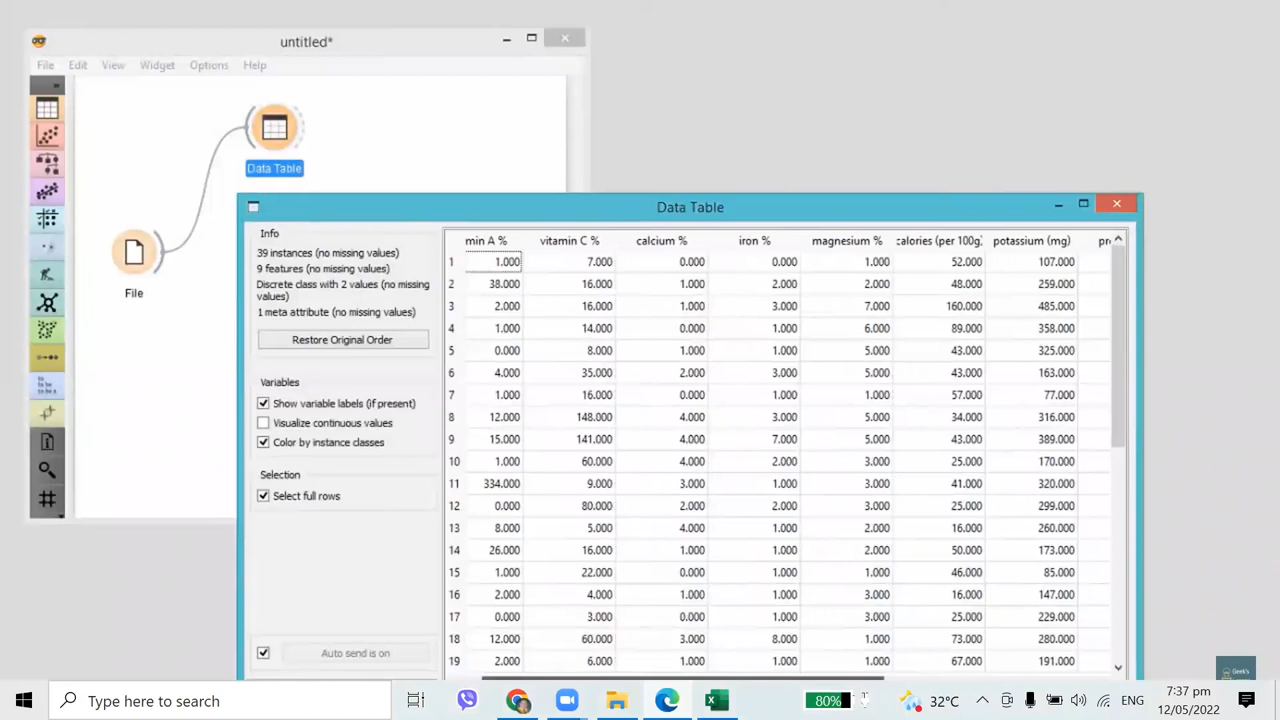 untitled*
File Edit View Widget Options Help
Data Table
File
Data Table
Info
39 instances (no missing values)
9 features (no missing values)
Discrete class with 2 values (no missing
values)
1 meta attribute (no missing values)
Restore Original Order
Variables
Show variable labels (if present)
Visualize continuous values
Color by instance classes
Selection
Select full rows
Auto send is on
min A % vitamin C % calcium % iron % magnesium % calories (per 100g) potassium (mg) pr
1 1.000 7.000 0.000 0.000 1.000 52.000 107.000
2 38.000 16.000 1.000 2.000 2.000 48.000 259.000
3 2.000 16.000 1.000 3.000 7.000 160.000 485.000
4 1.000 14.000 0.000 1.000 6.000 89.000 358.000
5 0.000 8.000 1.000 1.000 5.000 43.000 325.000
6 4.000 35.000 2.000 3.000 5.000 43.000 163.000
7 1.000 16.000 0.000 1.000 1.000 57.000 77.000
8 12.000 148.000 4.000 3.000 5.000 34.000 316.000
9 15.000 141.000 4.000 7.000 5.000 43.000 389.000
10 1.000 60.000 4.000 2.000 3.000 25.000 170.000
11 334.000 9.000 3.000 1.000 3.000 41.000 320.000
12 0.000 80.000 2.000 2.000 3.000 25.000 299.000
13 8.000 5.000 4.000 1.000 2.000 16.000 260.000
14 26.000 16.000 1.000 1.000 2.000 50.000 173.000
15 1.000 22.000 0.000 1.000 1.000 46.000 85.000
16 2.000 4.000 1.000 1.000 3.000 16.000 147.000
17 0.000 3.000 0.000 1.000 3.000 25.000 229.000
18 12.000 60.000 3.000 8.000 1.000 73.000 280.000
19 2.000 6.000 1.000 1.000 1.000 67.000 191.000
Geek's
Type here to search
80%
32°C
ENG
7:37 pm
12/05/2022